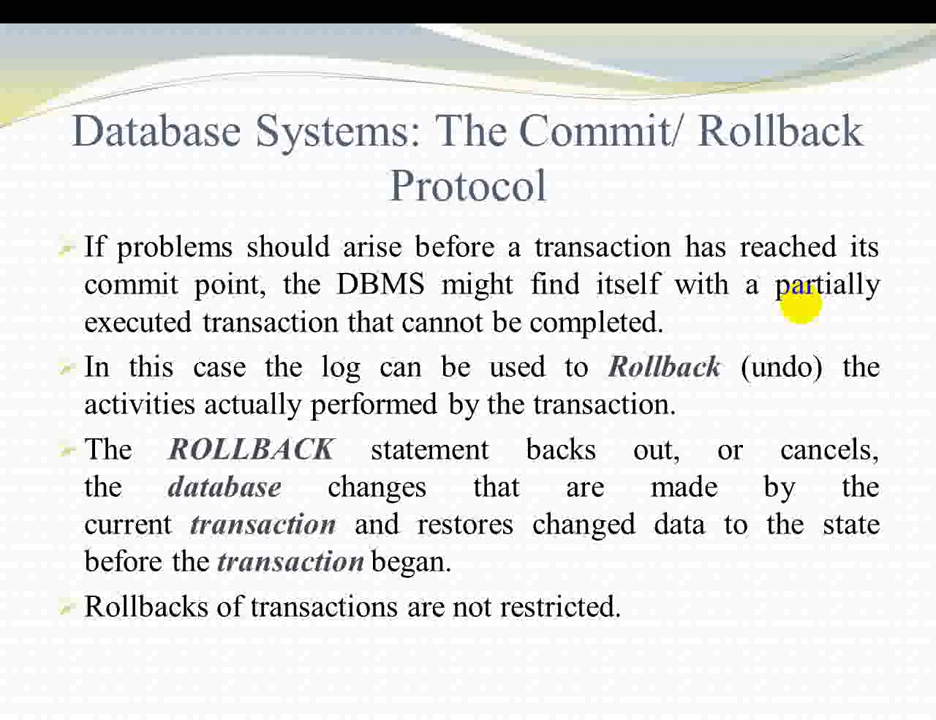 Database Systems: The Commit/ Rollback
Protocol
If problems should arise before a transaction has reached its
commit point, the DBMS might find itself with a partially
executed transaction that cannot be completed.
In this case the log can be used to Rollback (undo) the
activities actually performed by the transaction.
The ROLLBACK statement backs out, or cancels,
the database changes that are made by the
current transaction and restores changed data to the state
before the transaction began.
Rollbacks of transactions are not restricted.